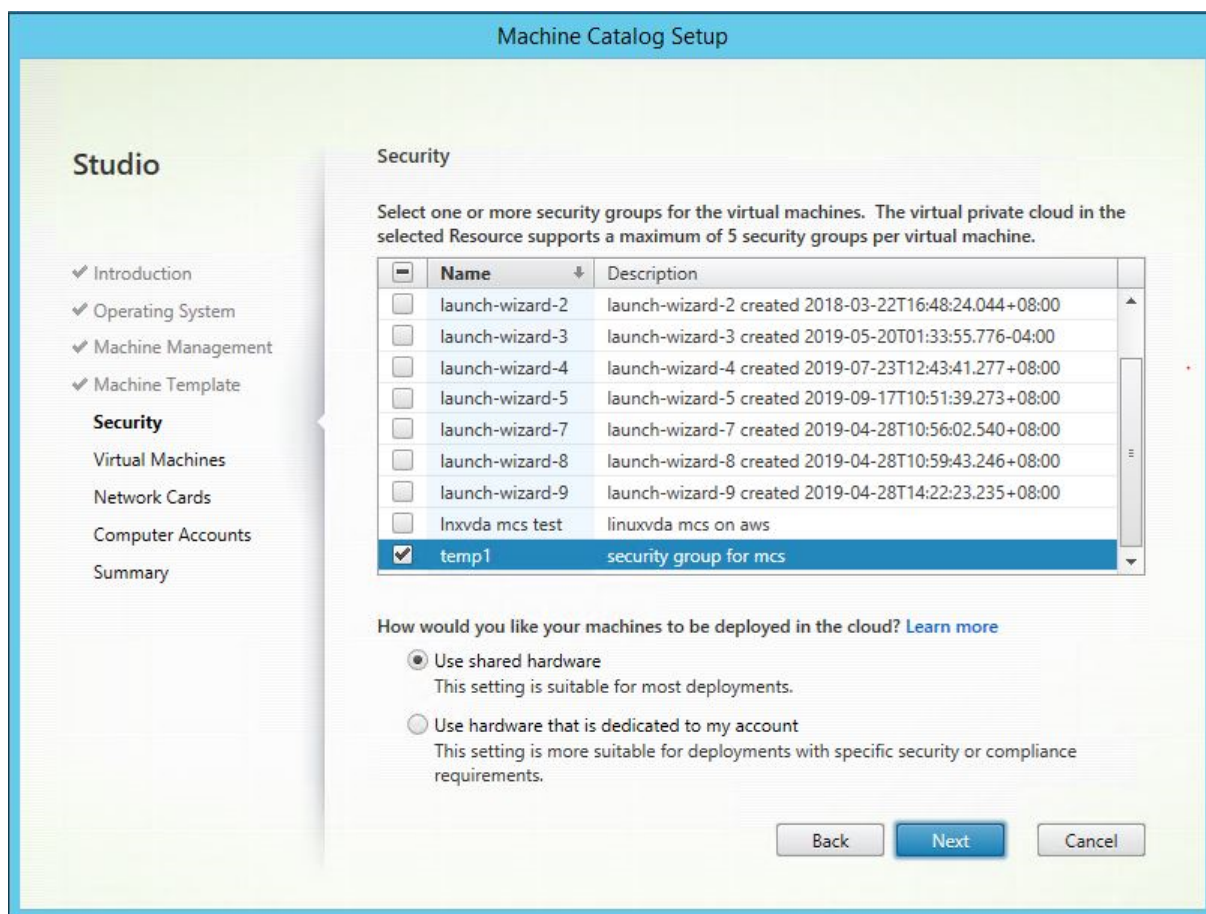 Machine Catalog Setup
Studio
Introduction
Operating System
Machine Management
Machine Template
Security
Virtual Machines
Network Cards
Computer Accounts
Summary
Security
Select one or more security groups for the virtual machines. The virtual private cloud in the
selected Resource supports a maximum of 5 security groups per virtual machine.
Name Description
launch-wizard-2 launch-wizard-2 created 2018-03-22T16:48:24.044+08:00
launch-wizard-3 launch-wizard-3 created 2019-05-20T01:33:55.776-04:00
launch-wizard-4 launch-wizard-4 created 2019-07-23T12:43:41.277+08:00
launch-wizard-5 launch-wizard-5 created 2019-09-17T10:51:39.273+08:00
launch-wizard-7 launch-wizard-7 created 2019-04-28T10:56:02.540+08:00
launch-wizard-8 launch-wizard-8 created 2019-04-28T10:59:43.246+08:00
launch-wizard-9 launch-wizard-9 created 2019-04-28T14:22:23.235+08:00
lnxvda mcs test linuxvda mcs on aws
temp1 security group for mcs
How would you like your machines to be deployed in the cloud? Learn more
Use shared hardware
This setting is suitable for most deployments.
Use hardware that is dedicated to my account
This setting is more suitable for deployments with specific security or compliance
requirements.
Back Next Cancel